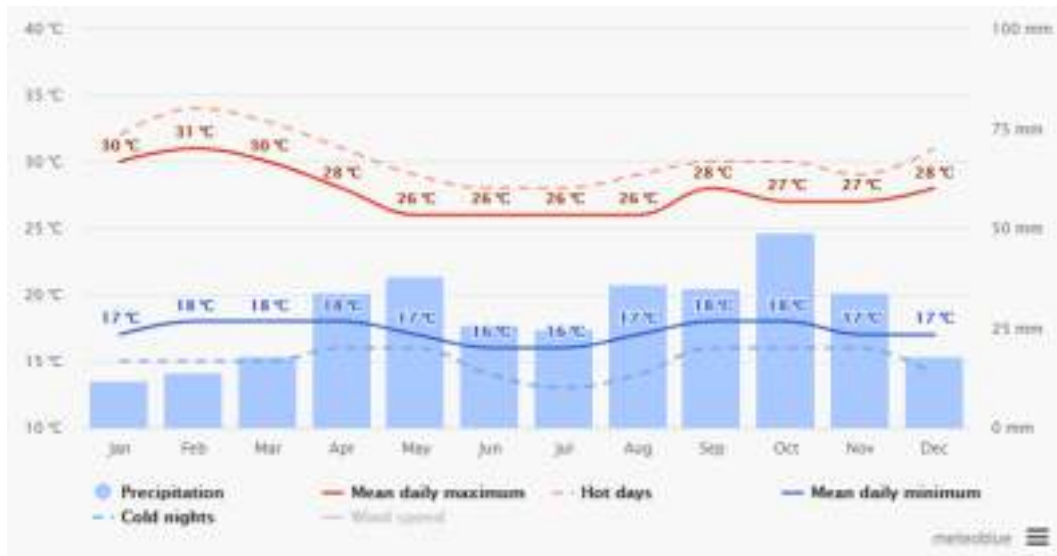 40 °C 100 mm
35 °C
75 mm
30 °C 31 °C 30 °C
30 °C 28 °C 28 °C 28 °C
26 °C 26 °C 26 °C 26 °C 27 °C 27 °C
25 °C 50 mm
20 °C
17 °C 18 °C 18 °C 18 °C 17 °C 16 °C 16 °C 17 °C 18 °C 18 °C 17 °C 17 °C
25 mm
15 °C
10 °C 0 mm
Jan Feb Mar Apr May Jun Jul Aug Sep Oct Nov Dec
Precipitation Mean daily maximum Hot days Mean daily minimum
Cold nights Wind speed
meteoblue